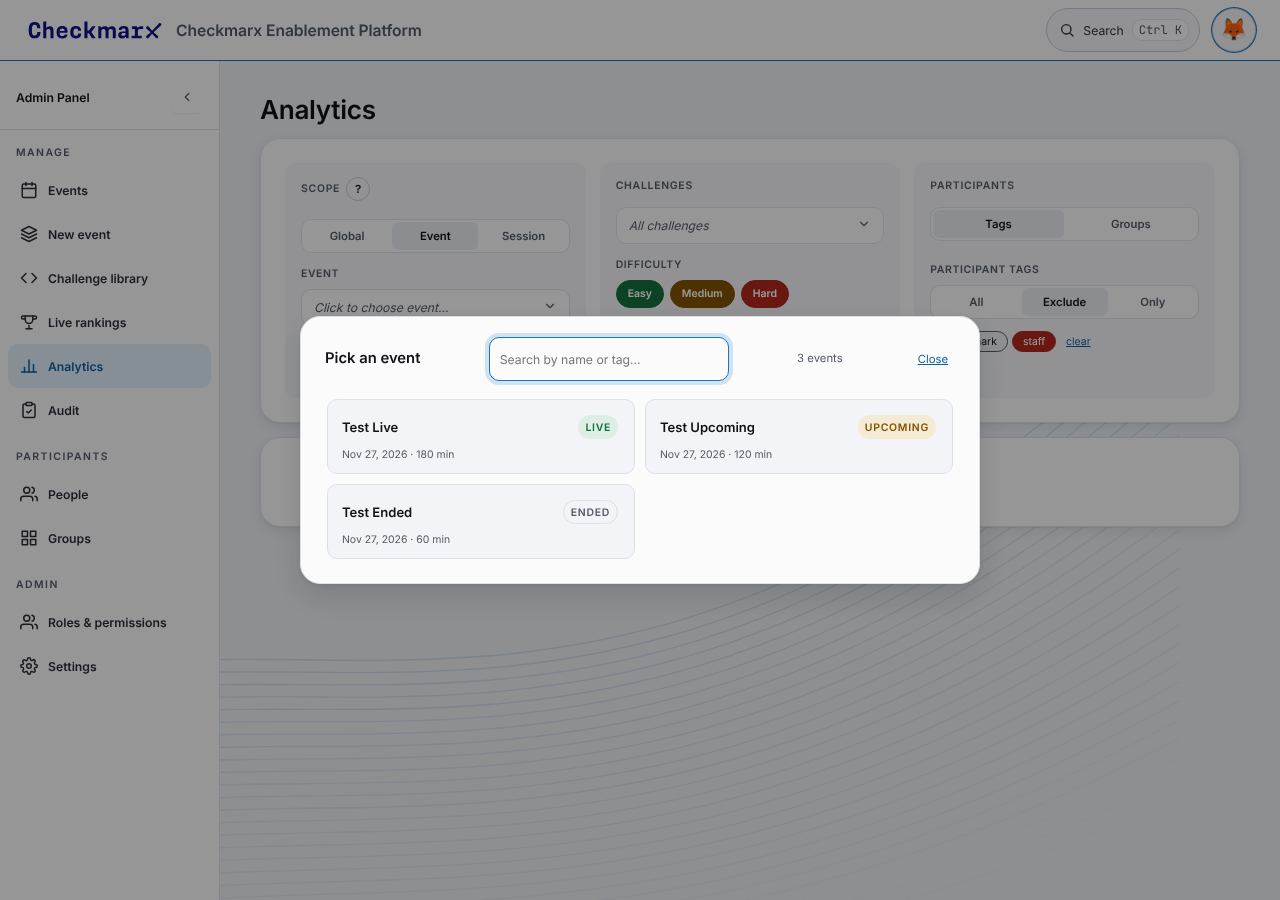 Checkmarx Checkmarx Enablement Platform Search Ctrl K
Admin Panel
MANAGE
Events
New event
Challenge library
Live rankings
Analytics
Audit
PARTICIPANTS
People
Groups
ADMIN
Roles & permissions
Settings
Analytics
SCOPE ?
Global Event Session
EVENT
Click to choose event...
CHALLENGES
All challenges
DIFFICULTY
Easy Medium Hard
PARTICIPANTS
Tags Groups
PARTICIPANT TAGS
All Exclude Only
staff clear
Pick an event Search by name or tag... 3 events Close
Test Live LIVE
Nov 27, 2026 · 180 min
Test Upcoming UPCOMING
Nov 27, 2026 · 120 min
Test Ended ENDED
Nov 27, 2026 · 60 min